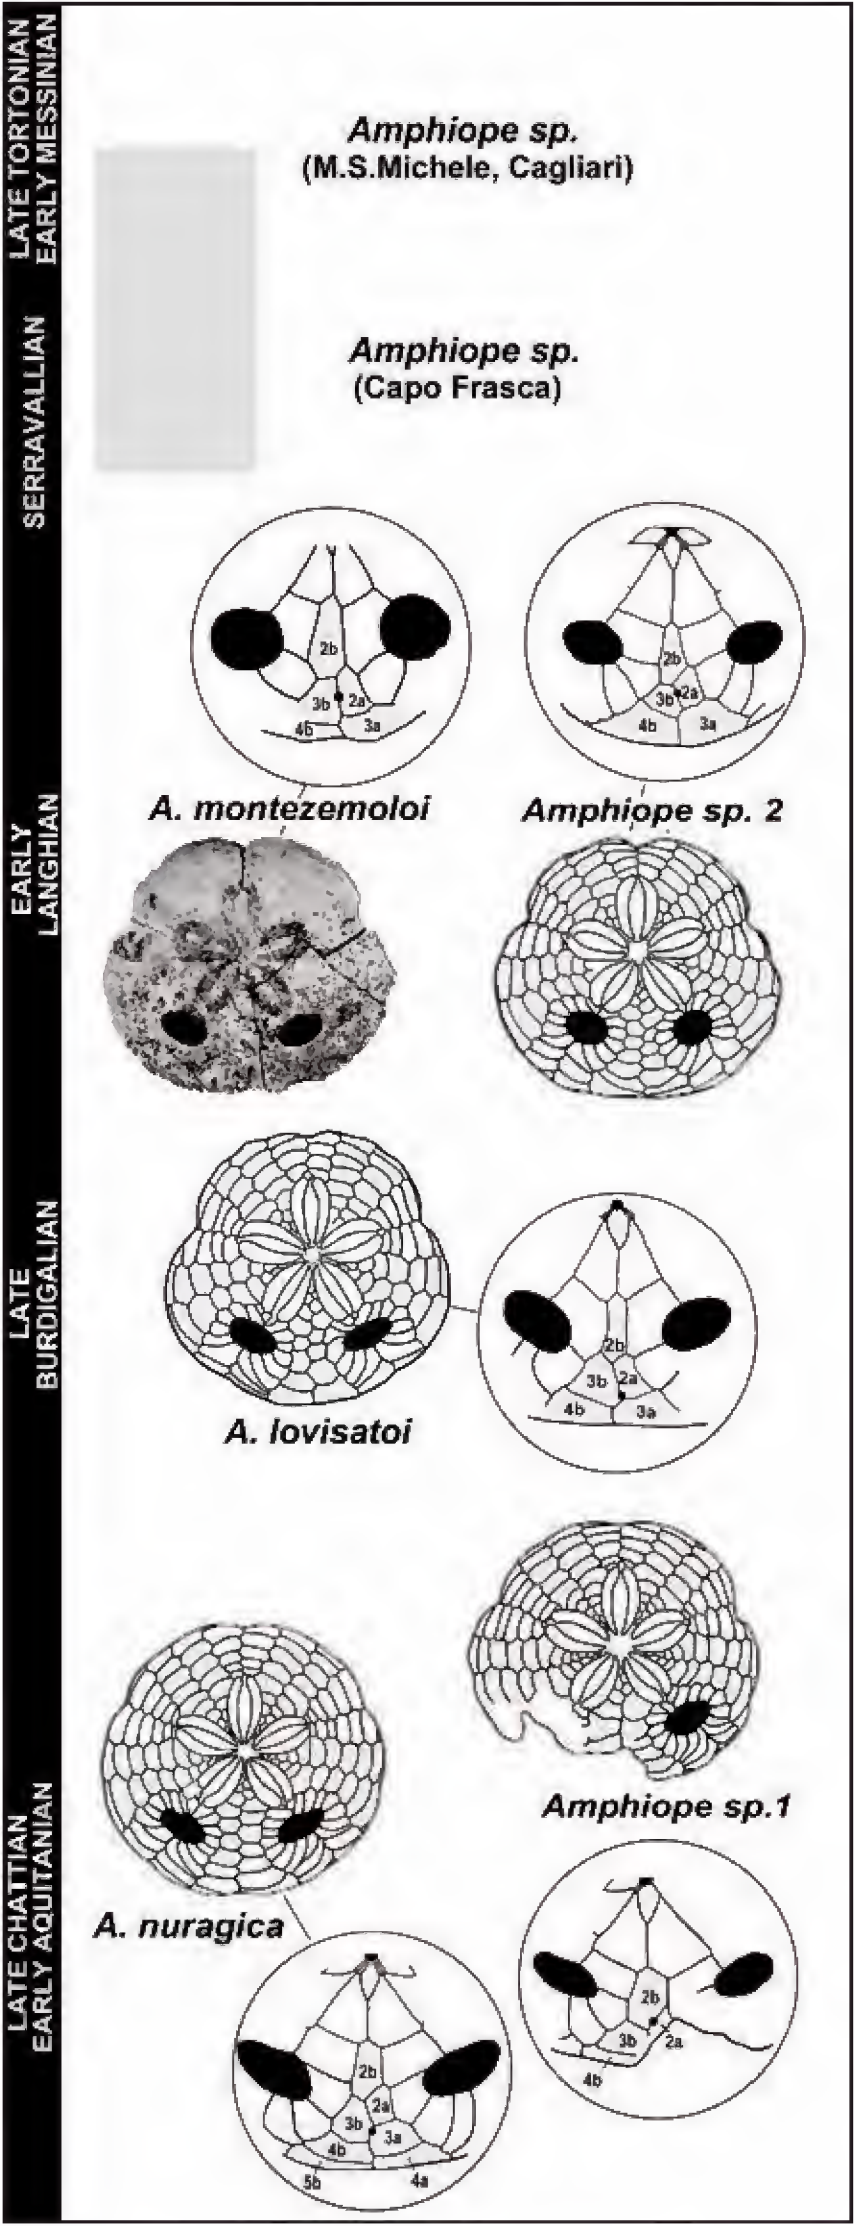 LATE TORTONIAN
EARLY MESSINIAN
Amphiope sp.
(M.S.Michele, Cagliari)
SERRAVALLIAN
Amphiope sp.
(Capo Frasca)
2b
3b
2a
4b
3a
2b
3b
2a
4b
3a
A. montezemoloi
Amphiope sp. 2
EARLY
LANGHIAN
LATE
BURDIGALIAN
2b
3b
2a
4b
3a
A. lovisatoi
Amphiope sp.1
LATE CHATTIAN
EARLY AQUITANIAN
A. nuragica
2b
3b
2a
4b
2b
2a
3b
3a
4b
5b
4a